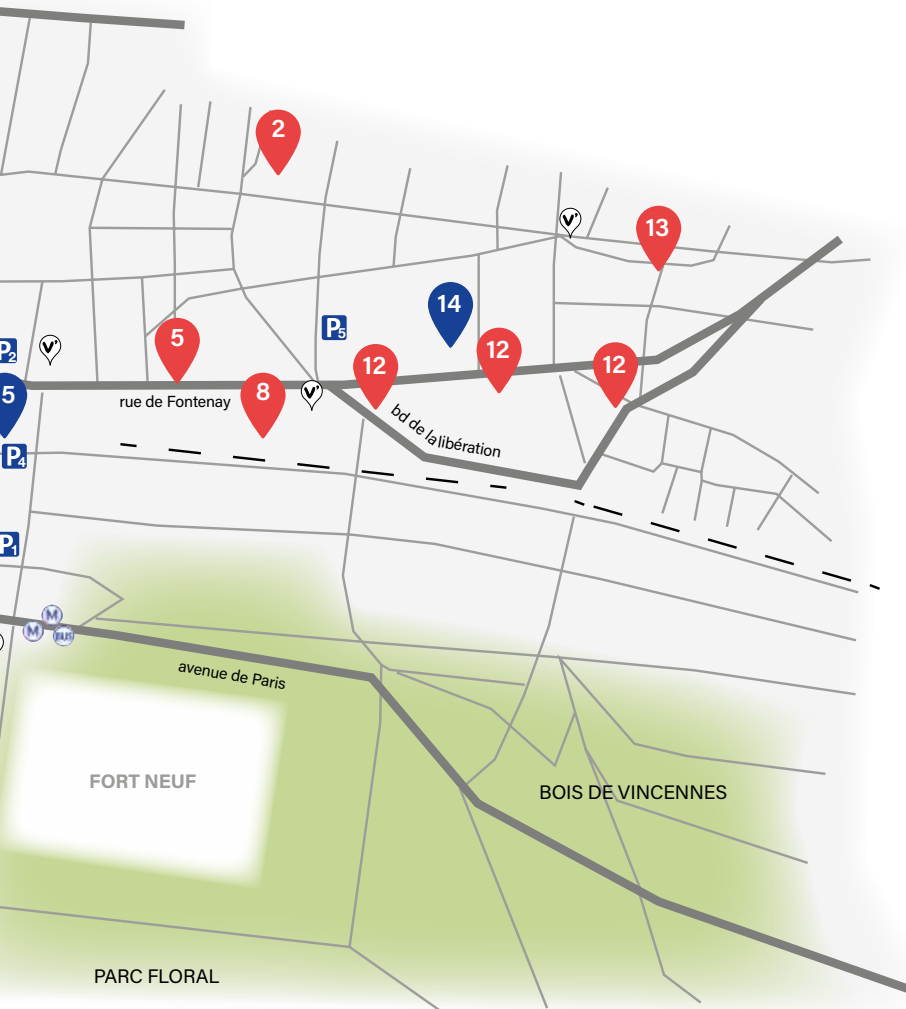 2
V'
13
14
P5
5
V'
P2
12
12
12
5
8
V'
rue de Fontenay
bd de la libération
P4
P1
M
M
BUS
avenue de Paris
FORT NEUF
BOIS DE VINCENNES
PARC FLORAL